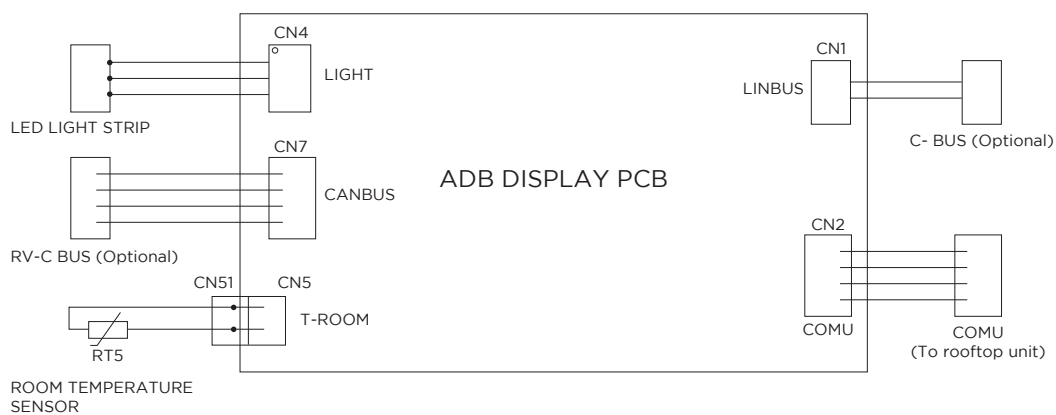 CN4
LIGHT
LED LIGHT STRIP
CN7
CANBUS
RV-C BUS (Optional)
CN51
CN5
T-ROOM
RT5
ROOM TEMPERATURE
SENSOR
ADB DISPLAY PCB
CN1
LINBUS
C- BUS (Optional)
CN2
COMU
COMU
(To rooftop unit)